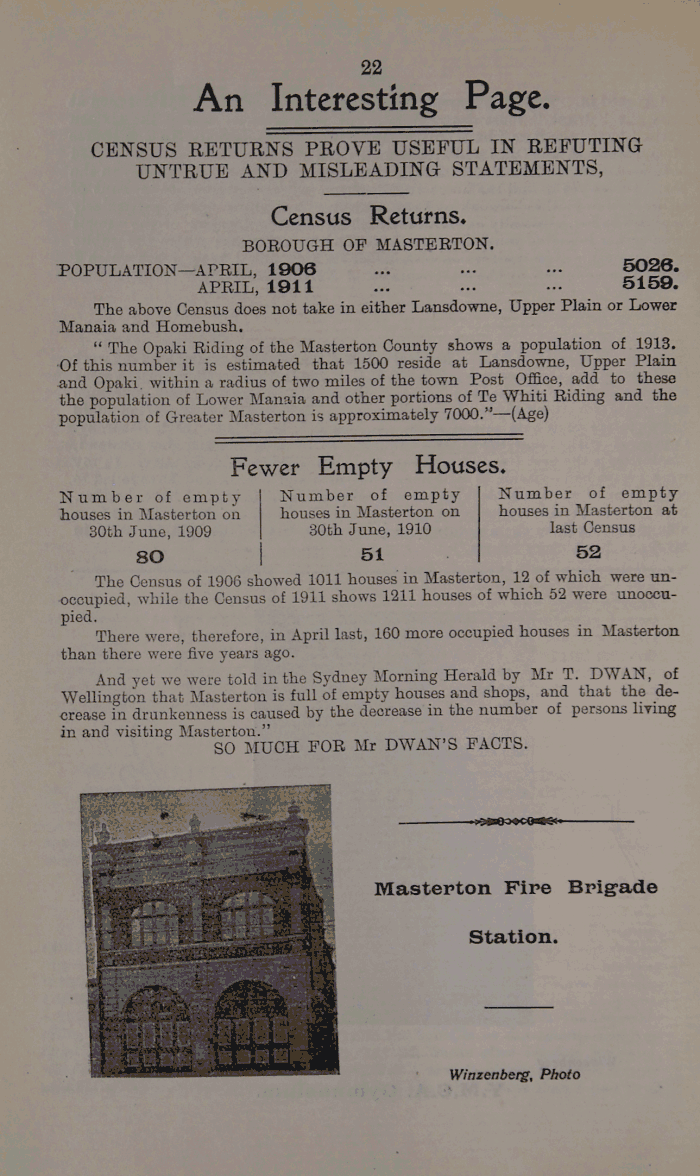 22
An Interesting Page.
CENSUS RETURNS PROVE USEFUL IN REFUTING
UNTRUE AND MISLEADING STATEMENTS,
Census Returns.
BOROUGH OF MASTERTON.
POPULATION—APRIL, 1906 ... ... ... 5026.
APRIL, 1911 ... ... ... 5159.
The above Census does not take in either Lansdowne, Upper Plain or Lower
Manaia and Homebush.
" The Opaki Riding of the Masterton County shows a population of 1913.
Of this number it is estimated that 1500 reside at Lansdowne, Upper Plain
and Opaki within a radius of two miles of the town Post Office, add to these
the population of Lower Manaia and other portions of Te Whiti Riding and the
population of Greater Masterton is approximately 7000."—(Age)
Fewer Empty Houses.
Number of empty
houses in Masterton on
30th June, 1909
80
Number of empty
houses in Masterton on
30th June, 1910
51
Number of empty
houses in Masterton at
last Census
52
The Census of 1906 showed 1011 houses in Masterton, 12 of which were un-
occupied, while the Census of 1911 shows 1211 houses of which 52 were unoccu-
pied.
There were, therefore, in April last, 160 more occupied houses in Masterton
than there were five years ago.
And yet we were told in the Sydney Morning Herald by Mr T. DWAN, of
Wellington that Masterton is full of empty houses and shops, and that the de-
crease in drunkenness is caused by the decrease in the number of persons living
in and visiting Masterton."
SO MUCH FOR Mr DWAN'S FACTS.
Masterton Fire Brigade
Station.
Winzenberg, Photo